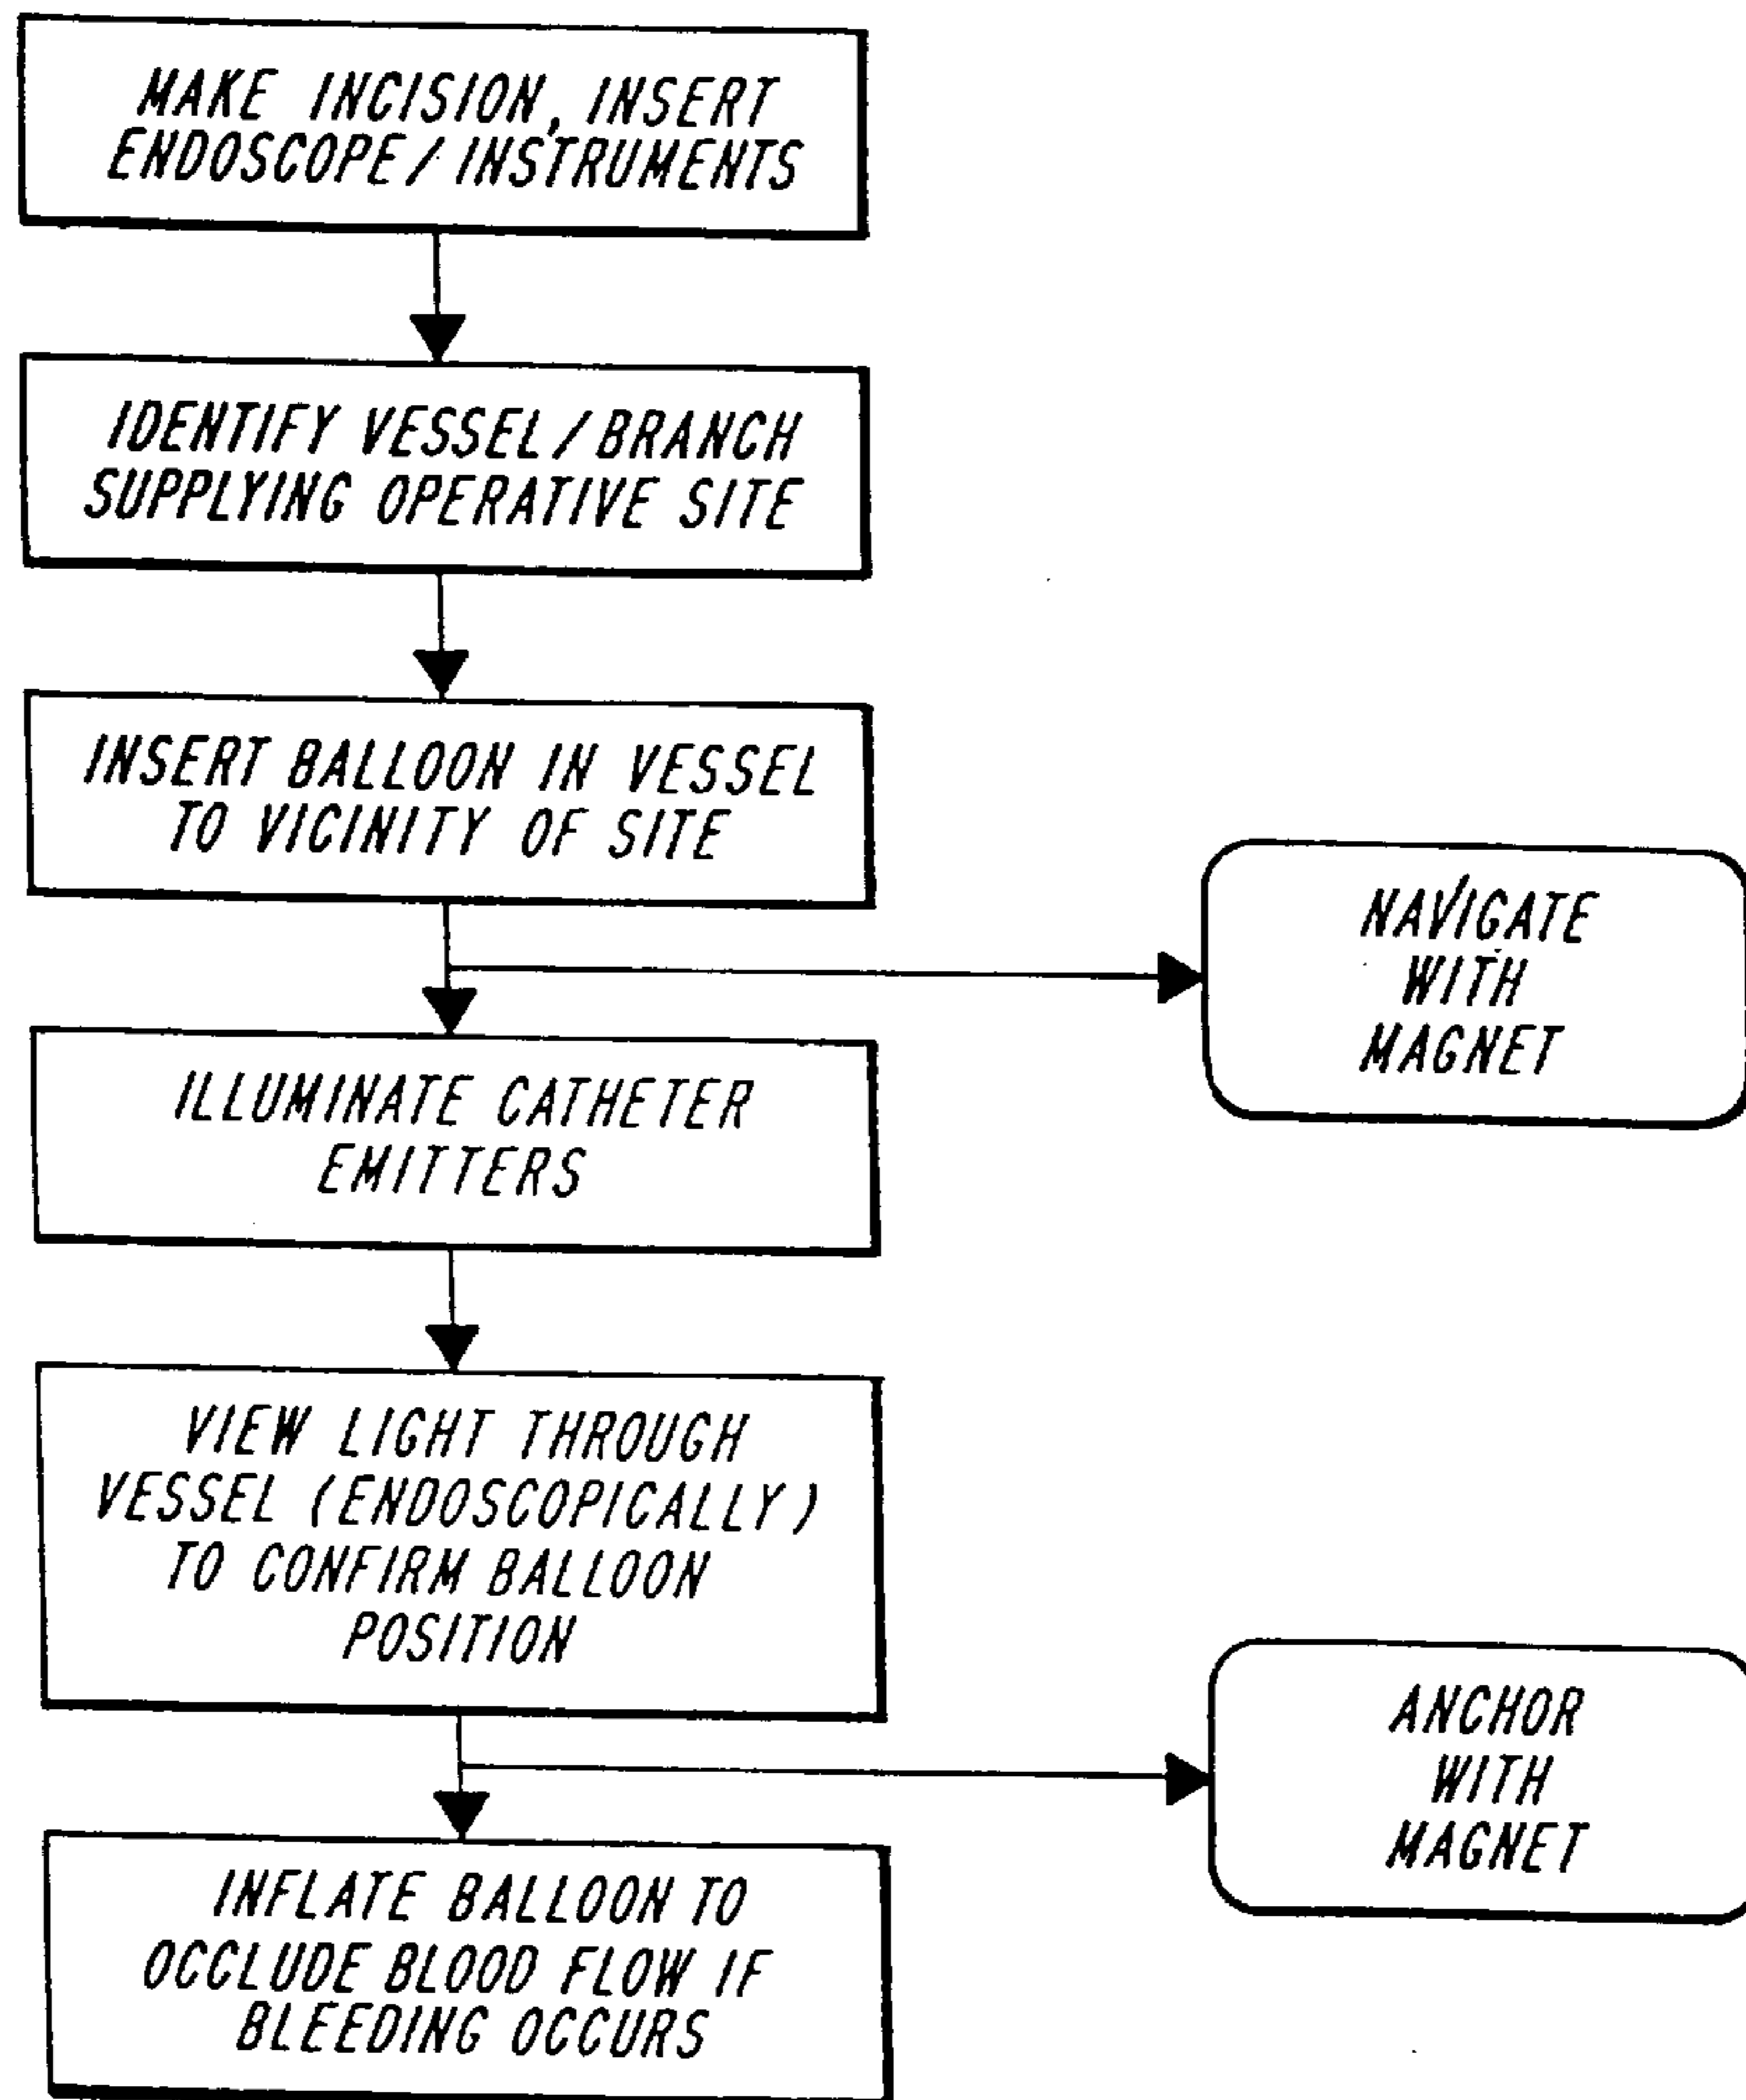 MAKE INCISION, INSERT
ENDOSCOPE/INSTRUMENTS
IDENTIFY VESSEL/BRANCH
SUPPLYING OPERATIVE SITE
INSERT BALLOON IN VESSEL
TO VICINITY OF SITE
NAVIGATE
WITH
MAGNET
ILLUMINATE CATHETER
EMITTERS
VIEW LIGHT THROUGH
VESSEL (ENDOSCOPICALLY)
TO CONFIRM BALLOON
POSITION
ANCHOR
WITH
MAGNET
INFLATE BALLOON TO
OCCLUDE BLOOD FLOW IF
BLEEDING OCCURS